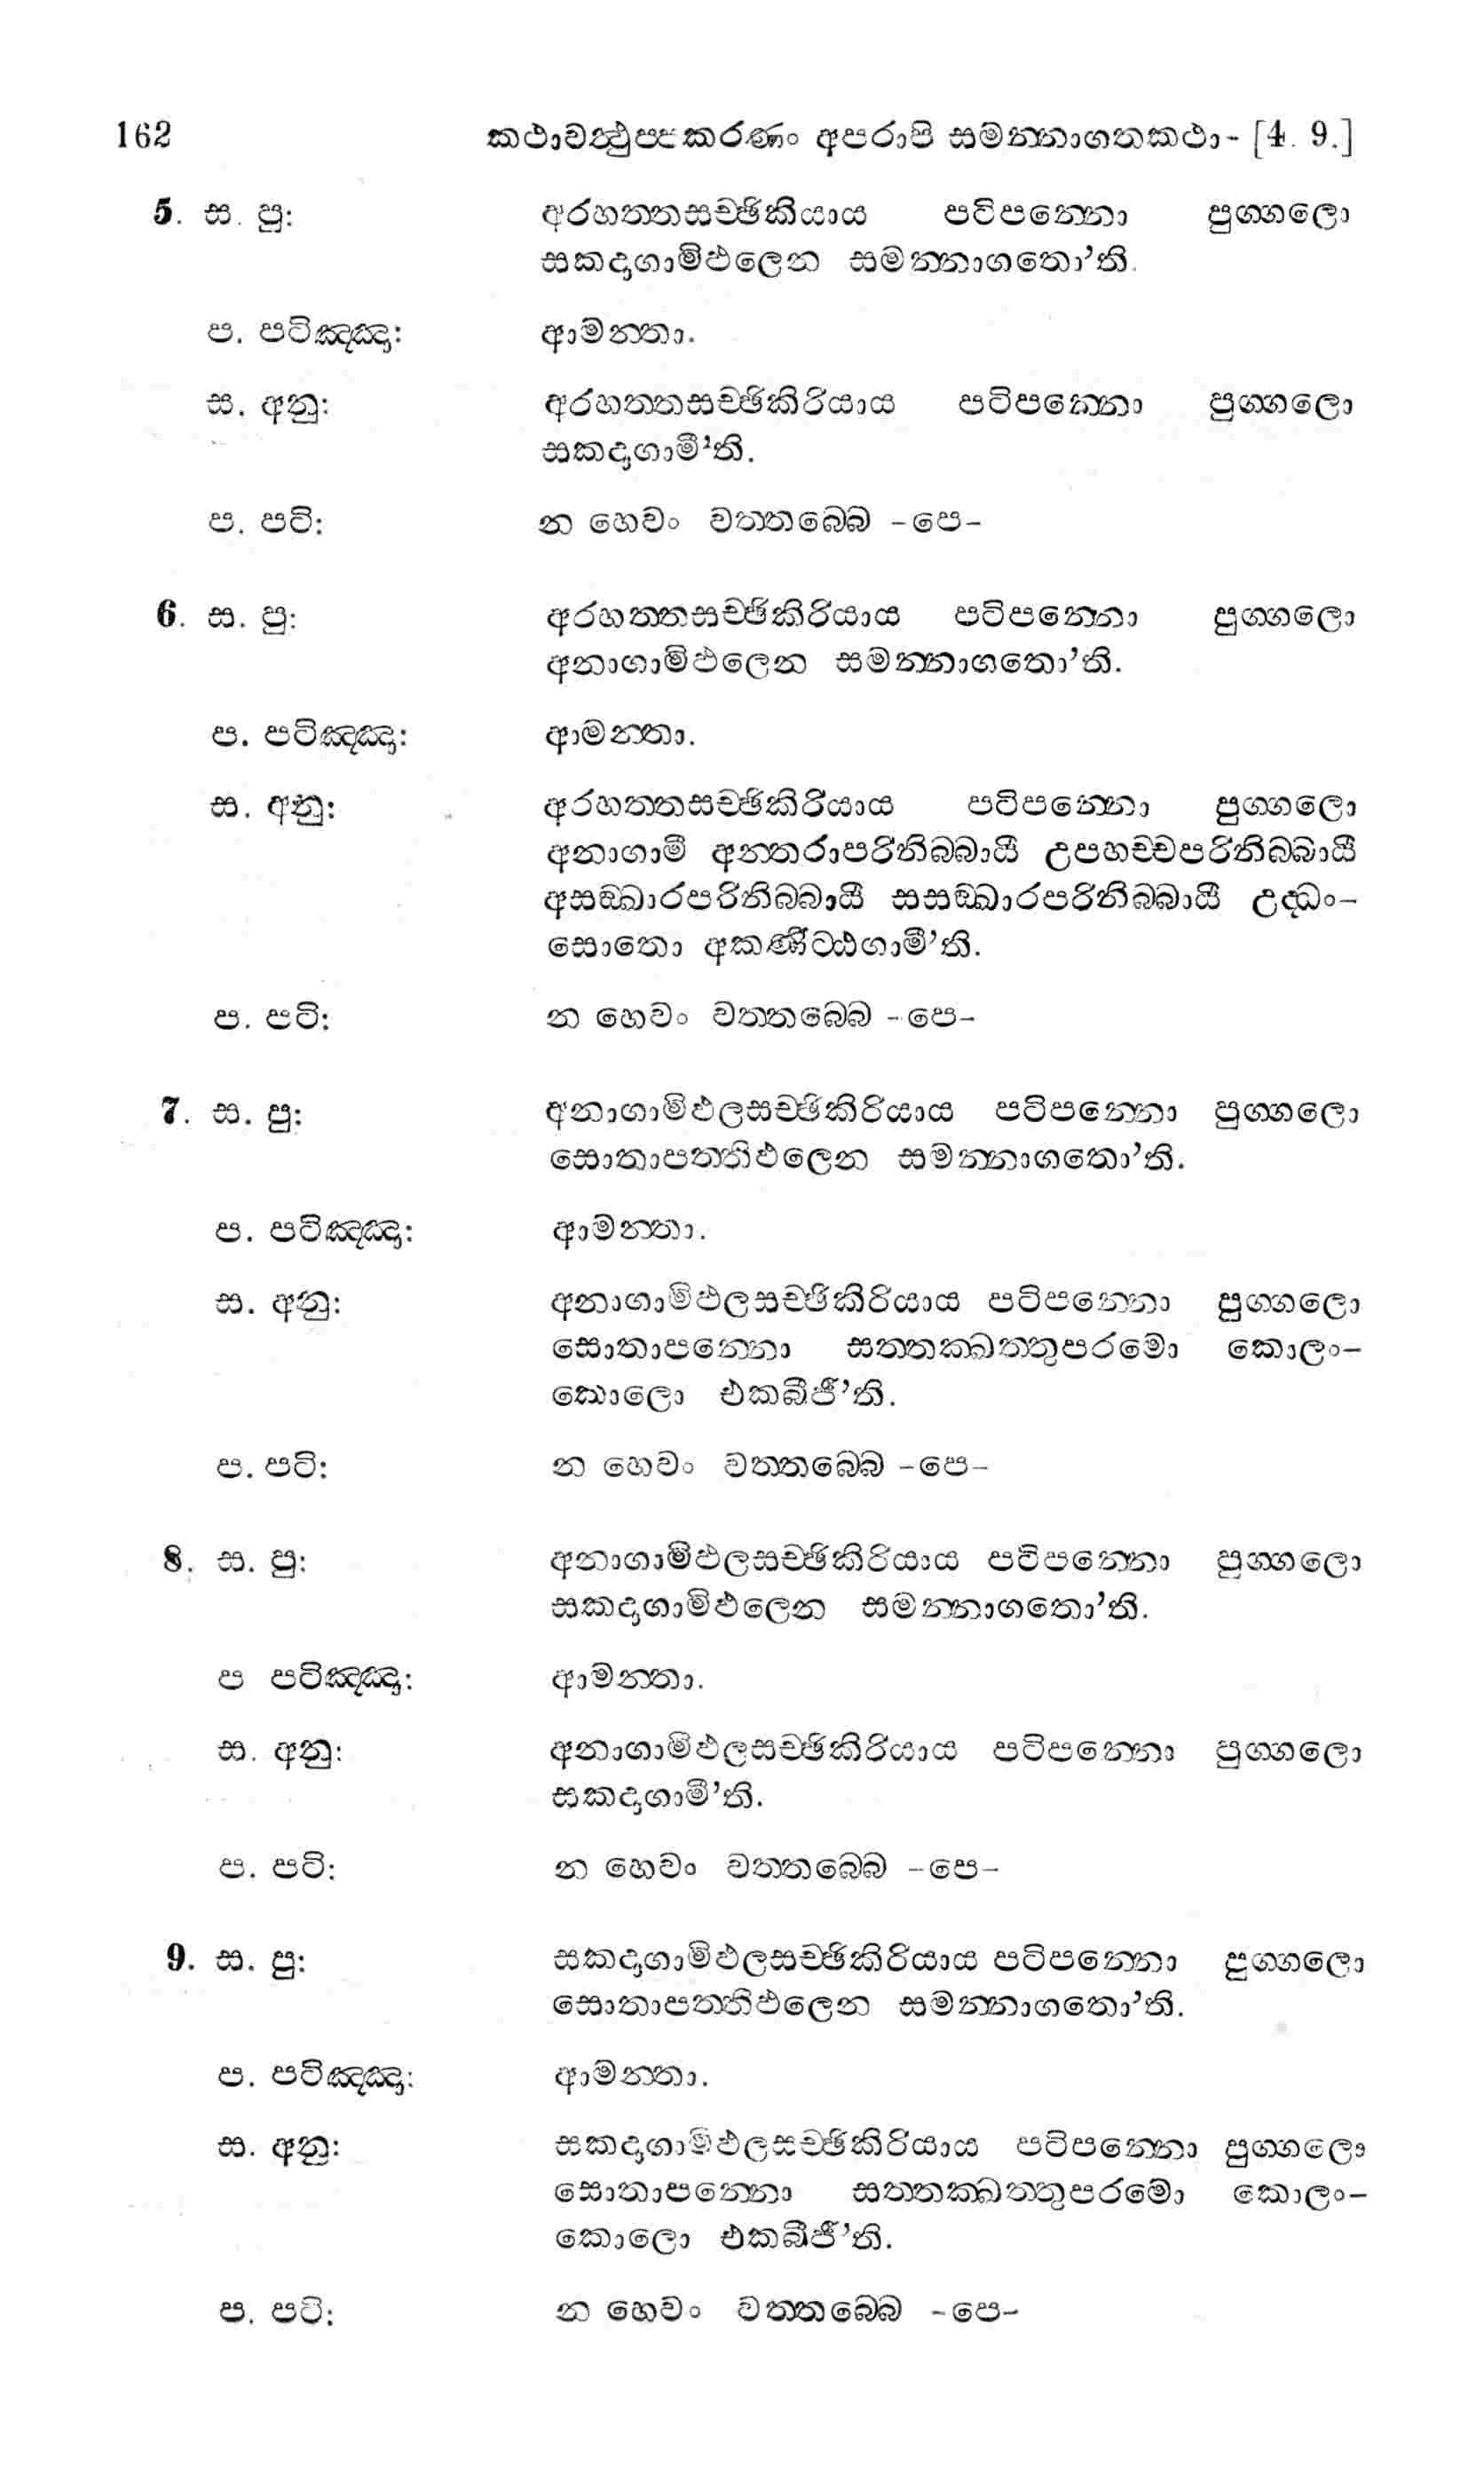 162 කථාවත්ථුප්පකරණං අපරාපි සමන්නාගතකථා- [4. 9.]
5. ස. පු: අරහත්තසච්ඡිකියාය පටිපන්නො පුග්ගලො
සකදාගාමිඵලෙන සමන්නාගතො’ති.
ප. පටිඤ්ඤා: ආමන්තා.
ස. අනු: අරහත්තසච්ඡිකිරියාය පටිපන්නො පුග්ගලො
සකදාගාමී’ති.
ප. පටි: න හෙවං වත්තබ්බෙ -පෙ-
6. ස. පු: අරහත්තසච්ඡිකිරියාය පටිපන්නො පුග්ගලො
අනාගාමිඵලෙන සමන්නාගතො’ති.
ප. පටිඤ්ඤා: ආමන්තා.
ස. අනු: අරහත්තසච්ඡිකිරියාය පටිපන්නො පුග්ගලො
අනාගාමී අන්තරාපරිනිබ්බායී උපහච්චපරිනිබ්බායී
අසඞ්ඛාරපරිනිබ්බායී සසඞ්ඛාරපරිනිබ්බායී උද්ධං-
සොතො අකණිට්ඨගාමී’ති.
ප. පටි: න හෙවං වත්තබ්බෙ -පෙ-
7. ස. පු: අනාගාමිඵලසච්ඡිකිරියාය පටිපන්නො පුග්ගලො
සොතාපත්තිඵලෙන සමන්නාගතො’ති.
ප. පටිඤ්ඤා: ආමන්තා.
ස. අනු: අනාගාමිඵලසච්ඡිකිරියාය පටිපන්නො පුග්ගලො
සොතාපන්නො සත්තක්ඛත්තුපරමො කොලං-
කොලො එකබීජී’ති.
ප. පටි: න හෙවං වත්තබ්බෙ -පෙ-
8. ස. පු: අනාගාමිඵලසච්ඡිකිරියාය පටිපන්නො පුග්ගලො
සකදාගාමිඵලෙන සමන්නාගතො’ති.
ප පටිඤ්ඤා: ආමන්තා.
ස. අනු: අනාගාමිඵලසච්ඡිකිරියාය පටිපන්නො පුග්ගලො
සකදාගාමී’ති.
ප. පටි: න හෙවං වත්තබ්බෙ -පෙ-
9. ස. පු: සකදාගාමිඵලසච්ඡිකිරියාය පටිපන්නො පුග්ගලො
සොතාපත්තිඵලෙන සමන්නාගතො’ති.
ප. පටිඤ්ඤා: ආමන්තා.
ස. අනු: සකදාගාමිඵලසච්ඡිකිරියාය පටිපන්නො පුග්ගලො
සොතාපන්නො සත්තක්ඛත්තුපරමො කොලං-
කොලො එකබීජී’ති.
ප. පටි: න හෙවං වත්තබ්බෙ -පෙ-